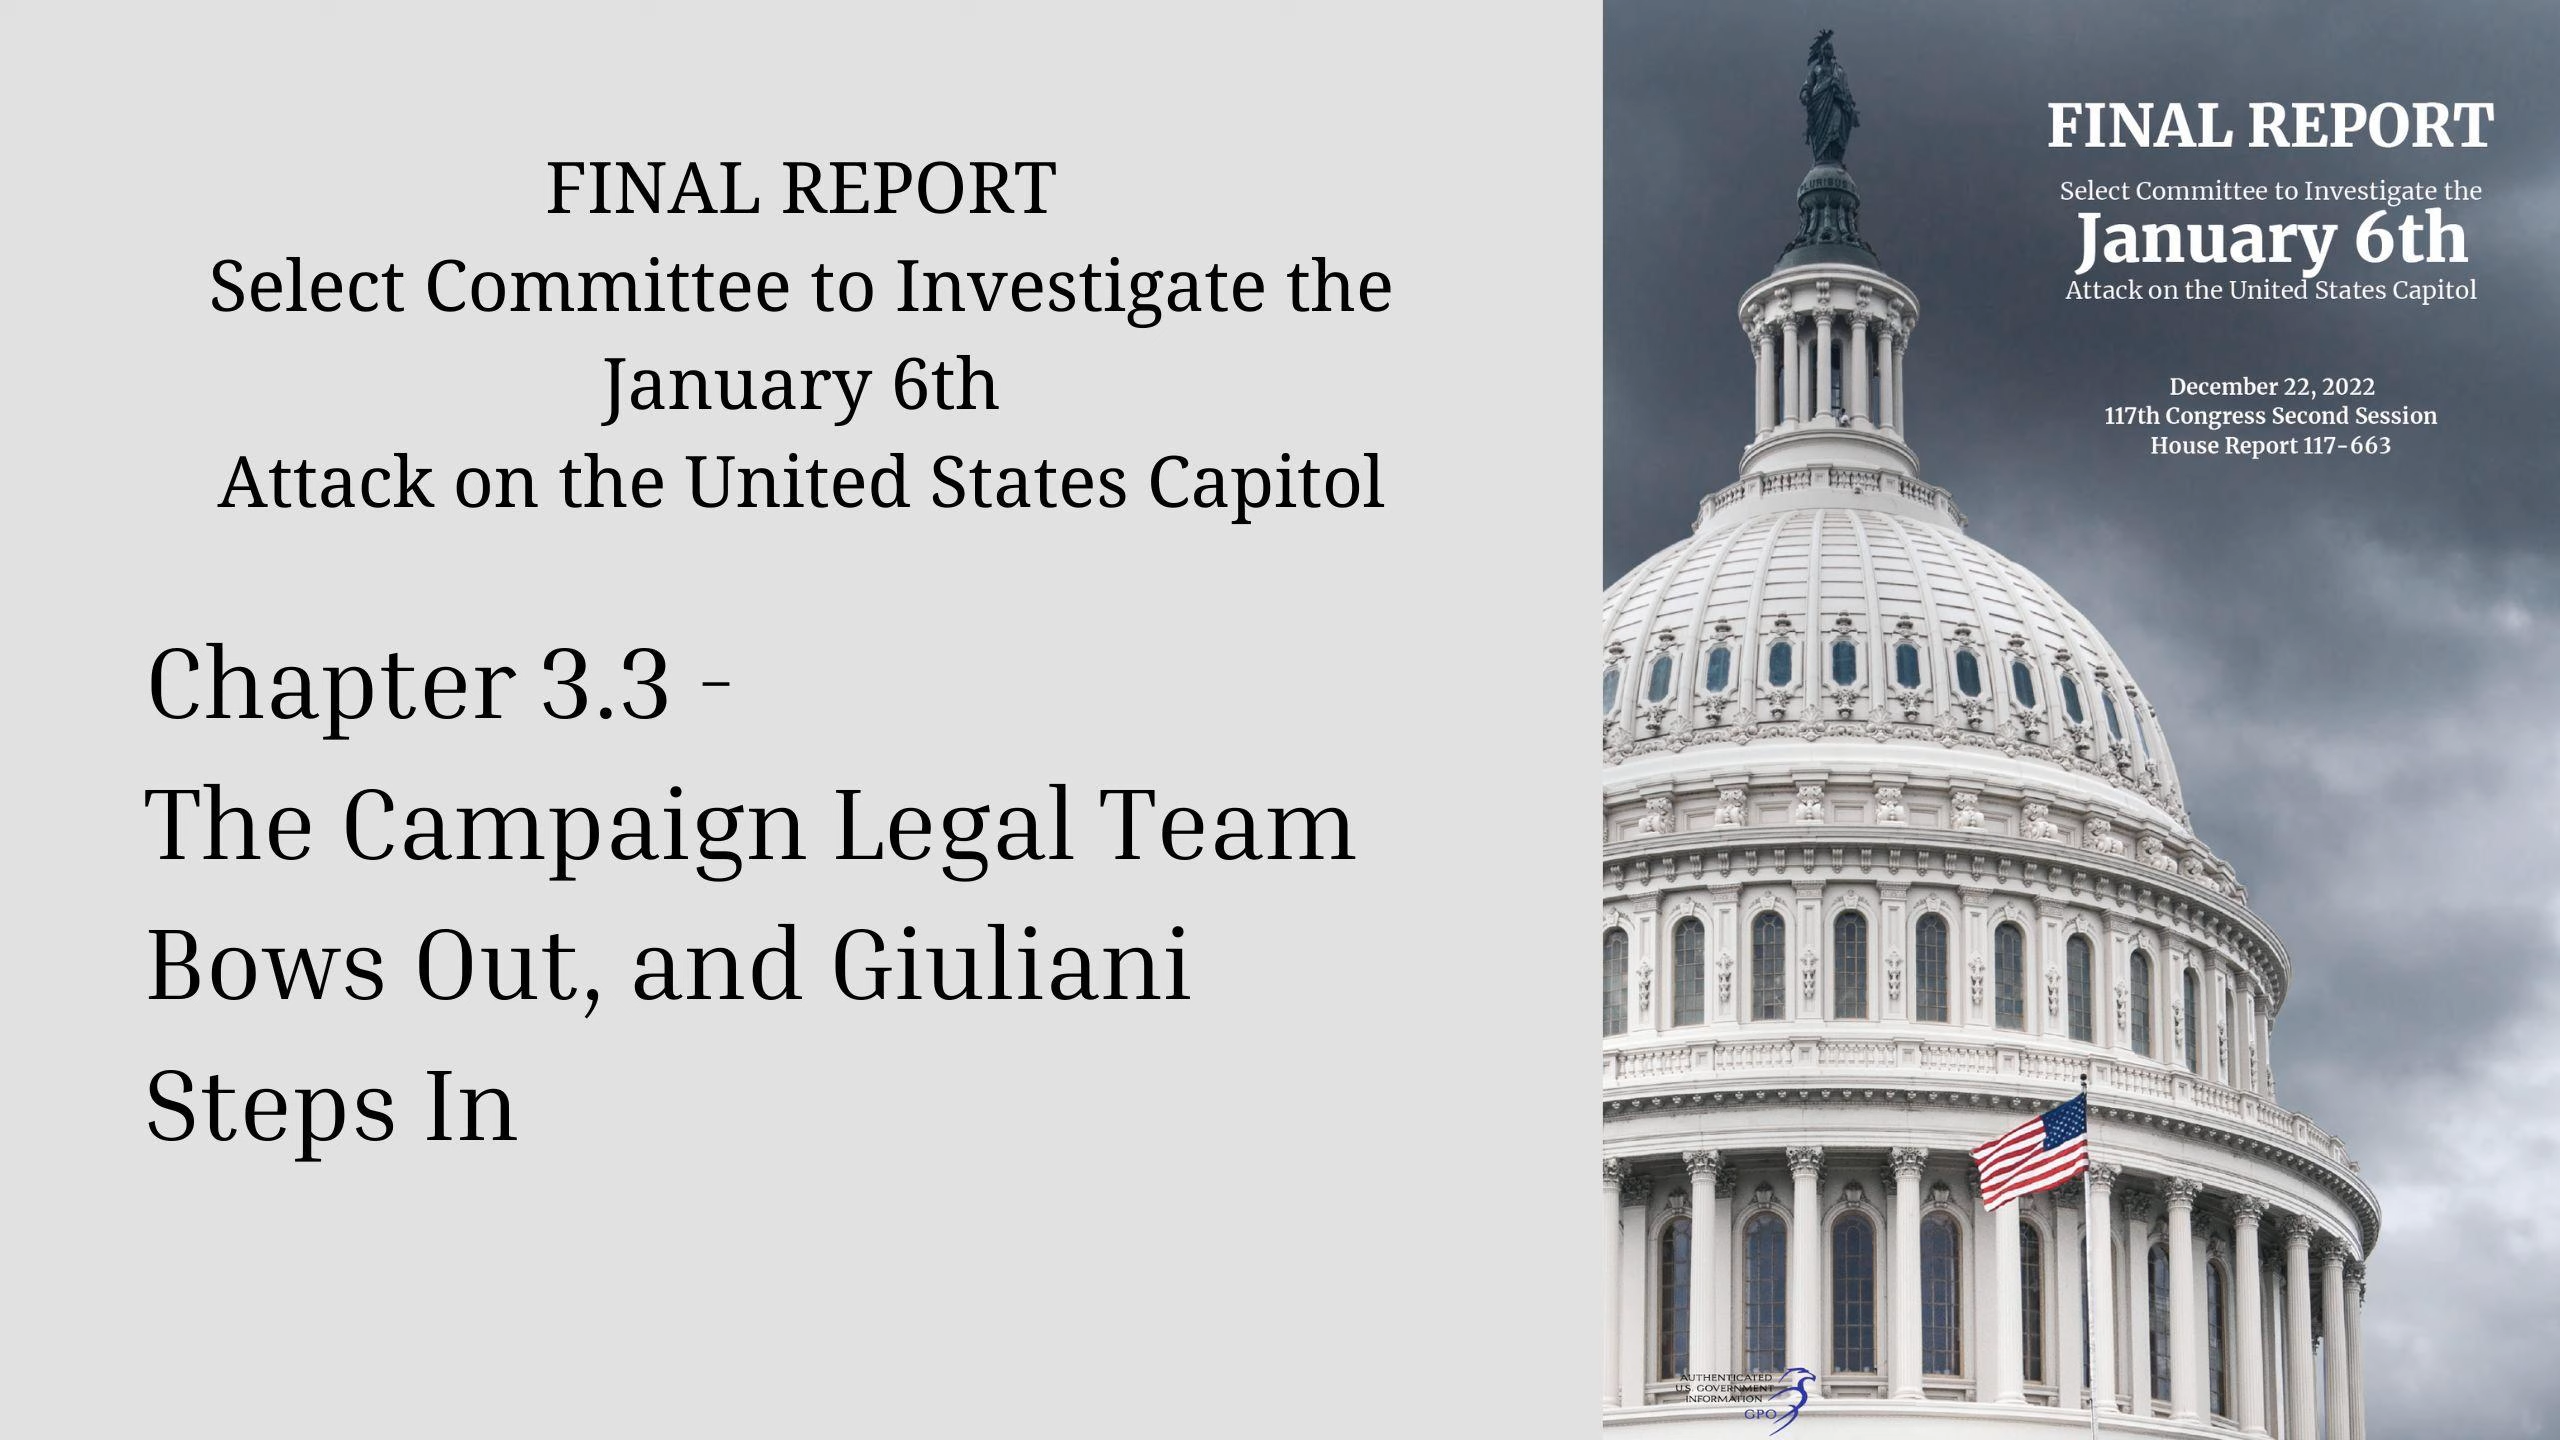 FINAL REPORT
Select Committee to Investigate the
January 6th
Attack on the United States Capitol
Chapter 3.3 -
The Campaign Legal Team
Bows Out, and Giuliani
Steps In
FINAL REPORT
Select Committee to Investigate the
January 6th
Attack on the United States Capitol
December 22, 2022
117th Congress Second Session
House Report 117-663
AUTHENTICATED
U.S. GOVERNMENT
INFORMATION
GPO